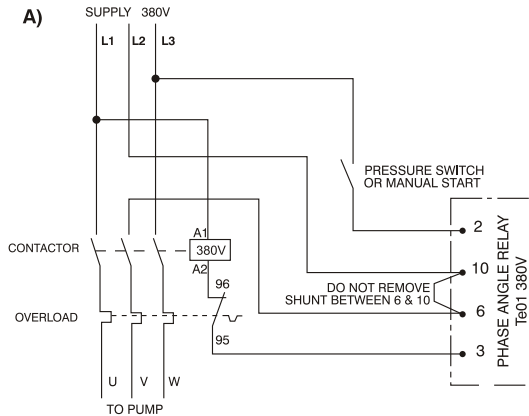 A)
SUPPLY 380V
L1 L2 L3
PRESSURE SWITCH
OR MANUAL START
2
A1
CONTACTOR
380V
10
A2
DO NOT REMOVE
SHUNT BETWEEN 6 & 10
96
6
OVERLOAD
95
3
PHASE ANGLE RELAY
Te01 380V
U V W
TO PUMP